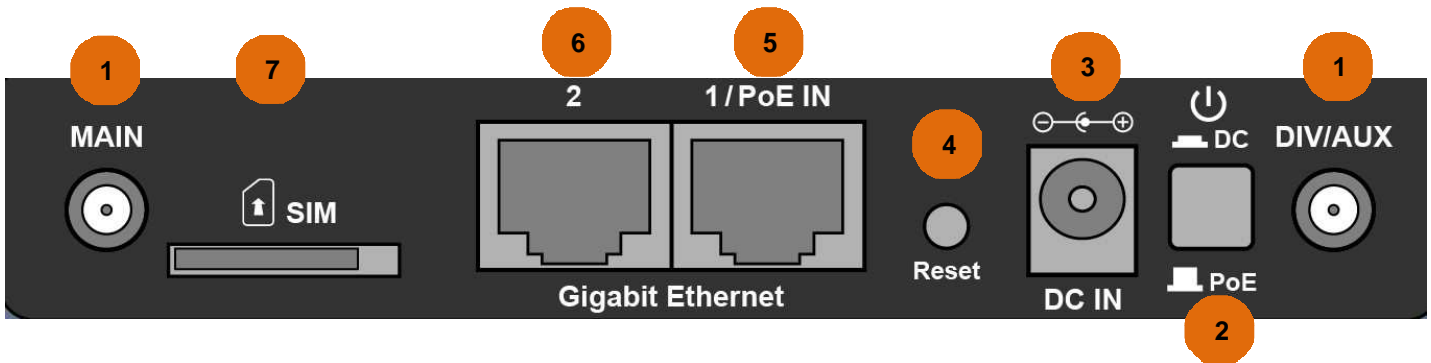 6
5
1
7
3
1
2
1/PoE IN
MAIN
4
DC
DIV/AUX
SIM
Reset
PoE
Gigabit Ethernet
DC IN
2